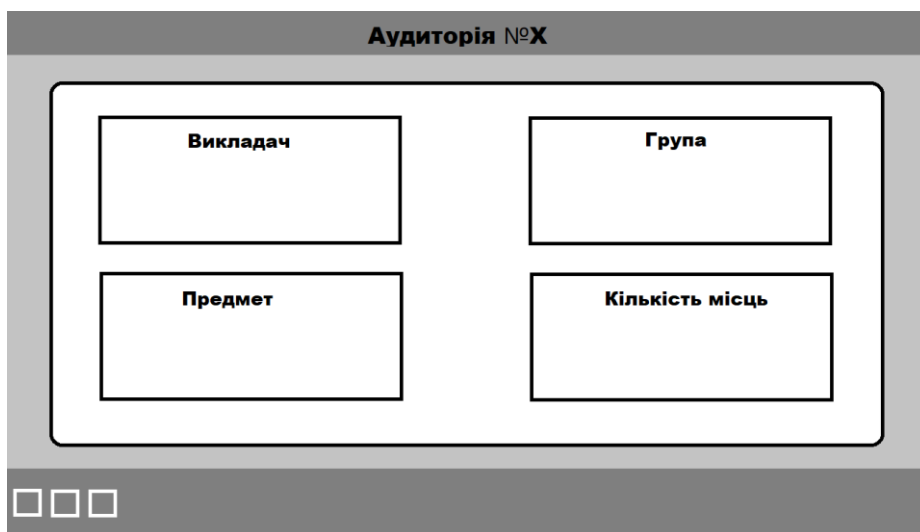 Аудиторія №X
Викладач
Група
Предмет
Кількість місць